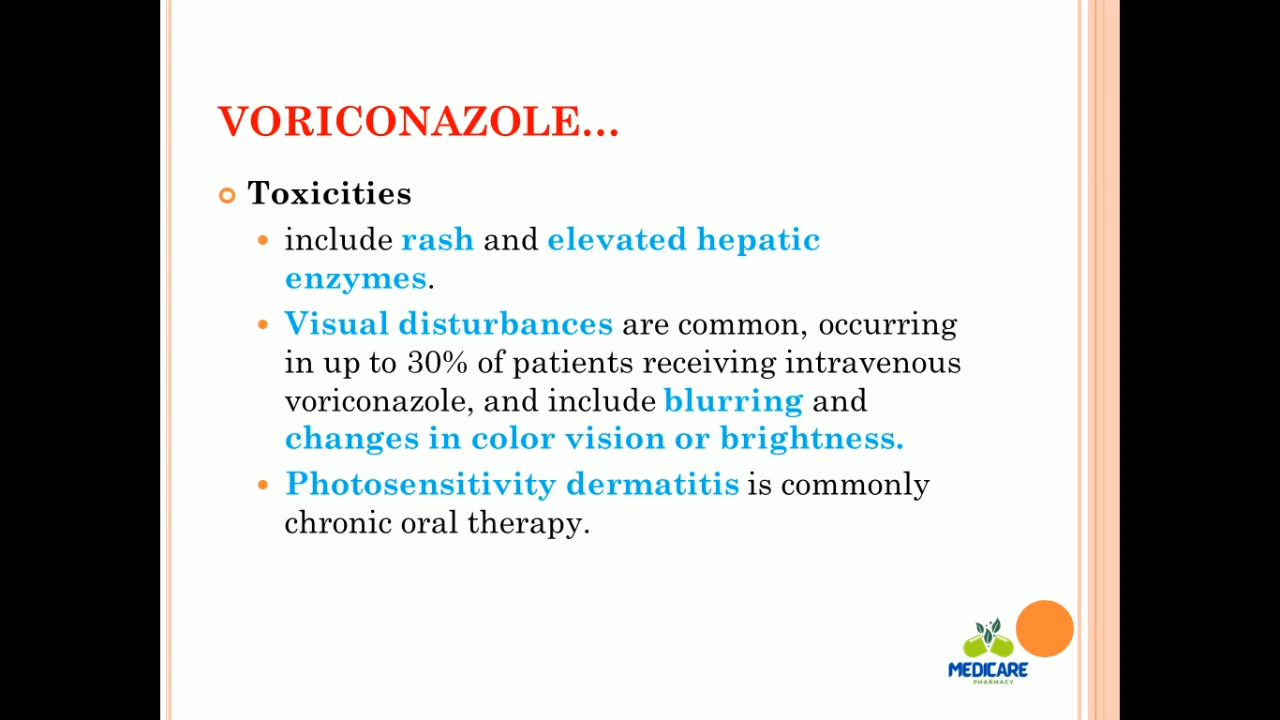 VORICONAZOLE…
Toxicities
include rash and elevated hepatic
enzymes.
Visual disturbances are common, occurring
in up to 30% of patients receiving intravenous
voriconazole, and include blurring and
changes in color vision or brightness.
Photosensitivity dermatitis is commonly
chronic oral therapy.
MEDICARE
PHARMACY